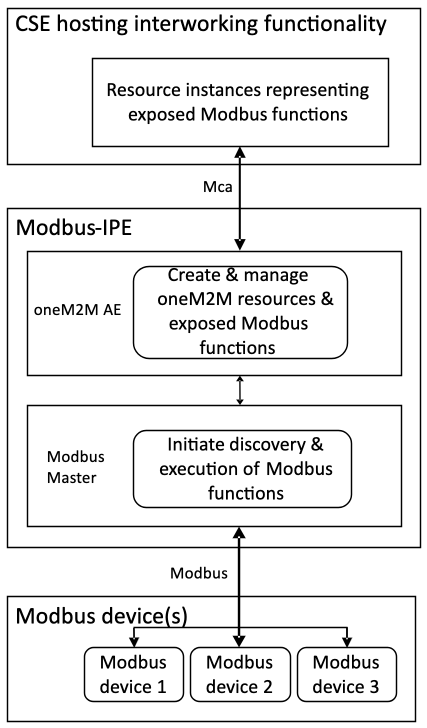 CSE hosting interworking functionality
Resource instances representing
exposed Modbus functions
Mca
Modbus-IPE
oneM2M AE
Create & manage
oneM2M resources &
exposed Modbus
functions
Modbus
Master
Initiate discovery &
execution of Modbus
functions
Modbus
Modbus device(s)
Modbus
device 1
Modbus
device 2
Modbus
device 3